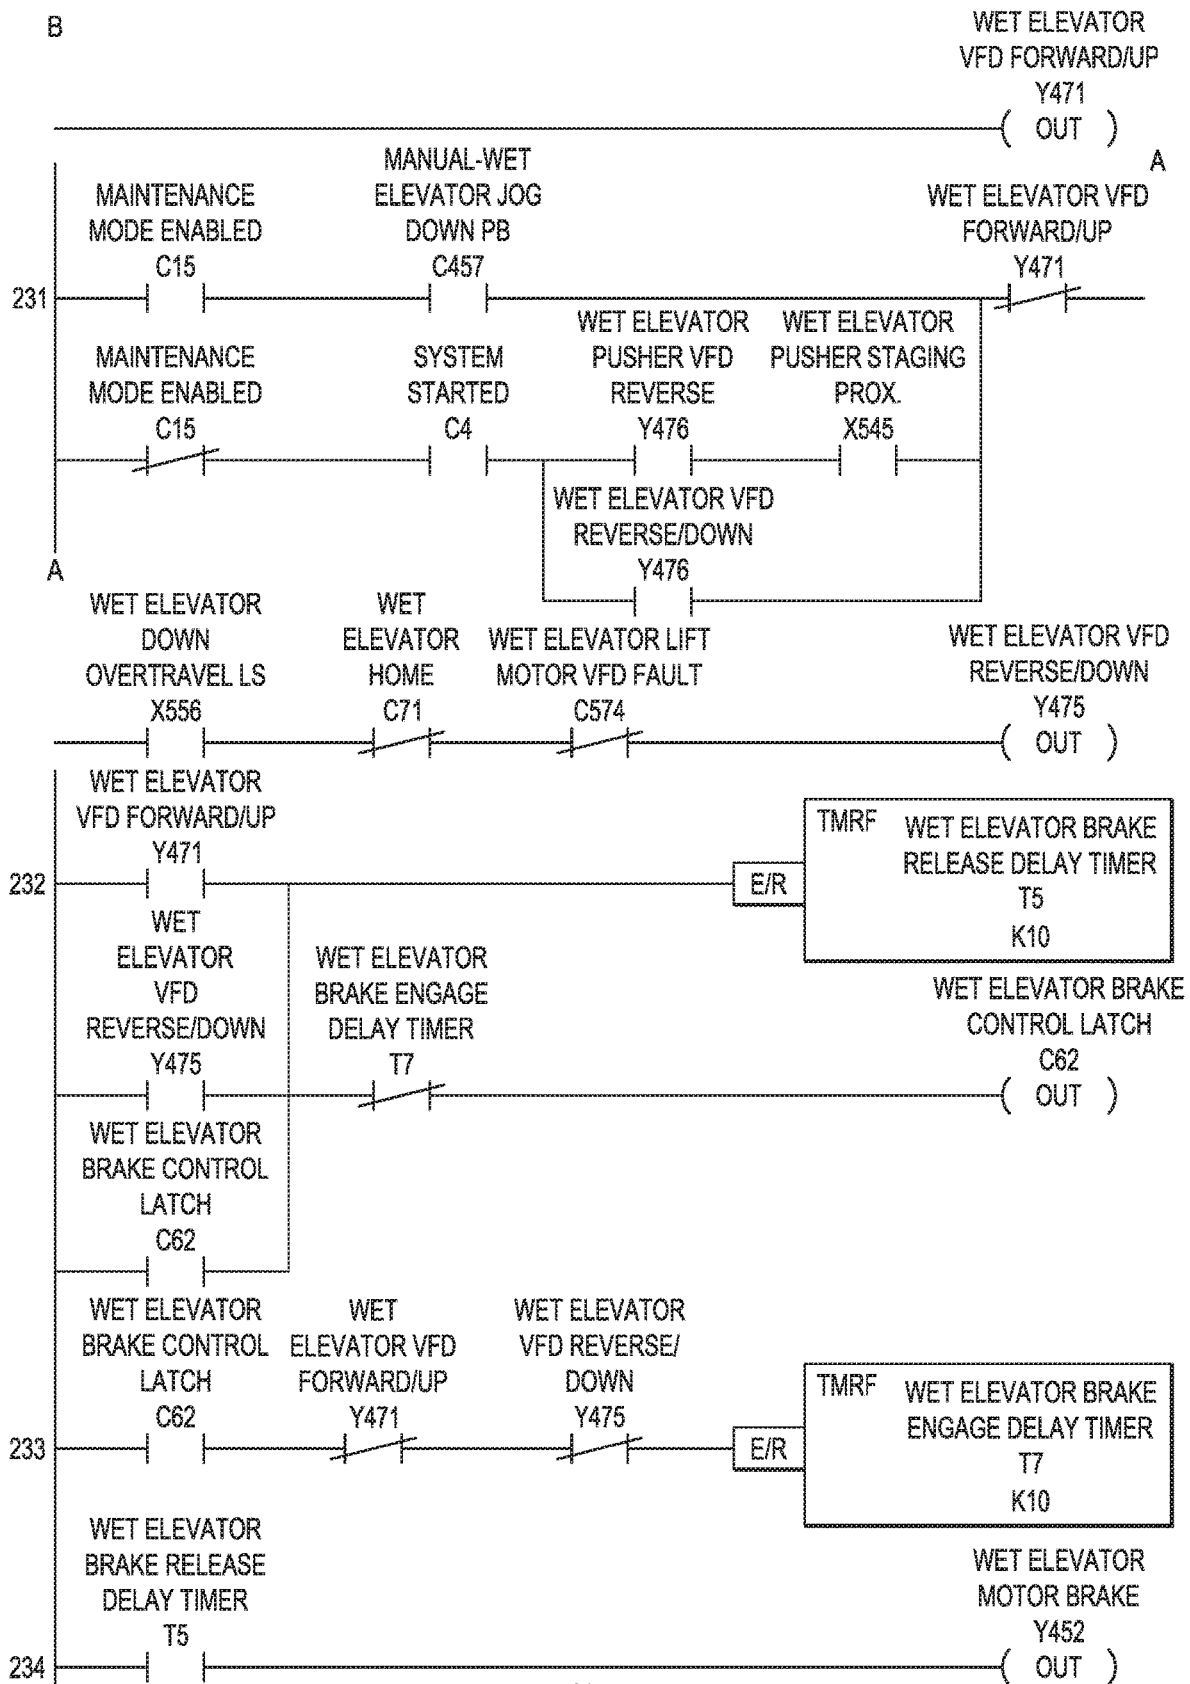 B
WET ELEVATOR
VFD FORWARD/UP
Y471
( OUT )
A
MAINTENANCE
MODE ENABLED
C15
MANUAL-WET
ELEVATOR JOG
DOWN PB
C457
WET ELEVATOR VFD
FORWARD/UP
Y471
231
MAINTENANCE
MODE ENABLED
C15
SYSTEM
STARTED
C4
WET ELEVATOR
PUSHER VFD
REVERSE
Y476
WET ELEVATOR
PUSHER STAGING
PROX.
X545
WET ELEVATOR VFD
REVERSE/DOWN
Y476
A
WET ELEVATOR
DOWN
OVERTRAVEL LS
X556
WET
ELEVATOR
HOME
C71
WET ELEVATOR LIFT
MOTOR VFD FAULT
C574
WET ELEVATOR VFD
REVERSE/DOWN
Y475
( OUT )
WET ELEVATOR
VFD FORWARD/UP
Y471
232
E/R
TMRF
WET ELEVATOR BRAKE
RELEASE DELAY TIMER
T5
K10
WET
ELEVATOR
VFD
REVERSE/DOWN
Y475
WET ELEVATOR
BRAKE ENGAGE
DELAY TIMER
T7
WET ELEVATOR BRAKE
CONTROL LATCH
C62
( OUT )
WET ELEVATOR
BRAKE CONTROL
LATCH
C62
WET ELEVATOR
BRAKE CONTROL
LATCH
C62
WET
ELEVATOR VFD
FORWARD/UP
Y471
WET ELEVATOR
VFD REVERSE/
DOWN
Y475
233
E/R
TMRF
WET ELEVATOR BRAKE
ENGAGE DELAY TIMER
T7
K10
WET ELEVATOR
BRAKE RELEASE
DELAY TIMER
T5
WET ELEVATOR
MOTOR BRAKE
Y452
234
( OUT )